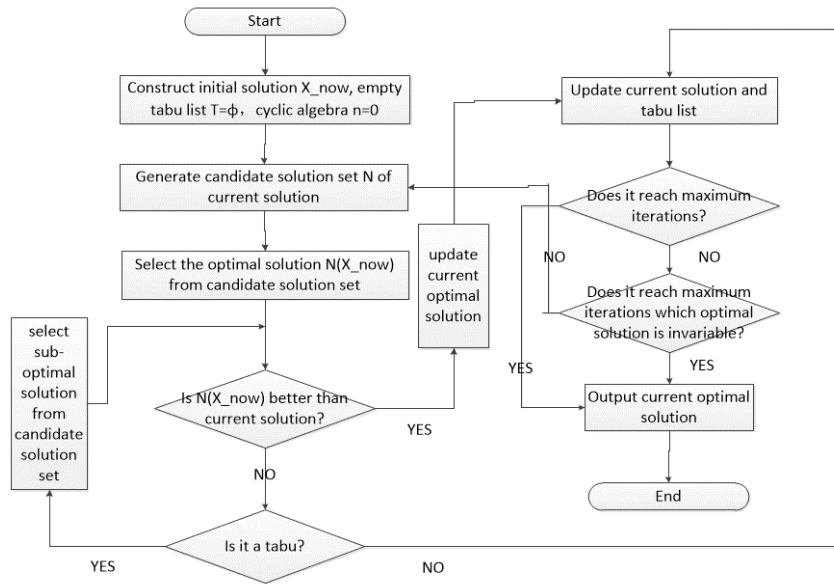 Start
Construct initial solution X_now, empty
tabu list T=ф，cyclic algebra n=0
Generate candidate solution set N of
current solution
Select the optimal solution N(X_now)
from candidate solution set
select
sub-
optimal
solution
from
candidate
solution
set
Is N(X_now) better than
current solution?
YES
NO
Is it a tabu?
YES
NO
update
current
optimal
solution
Update current solution and
tabu list
Does it reach maximum
iterations?
NO
NO
Does it reach maximum
iterations which optimal
solution is invariable?
YES
YES
Output current optimal
solution
End